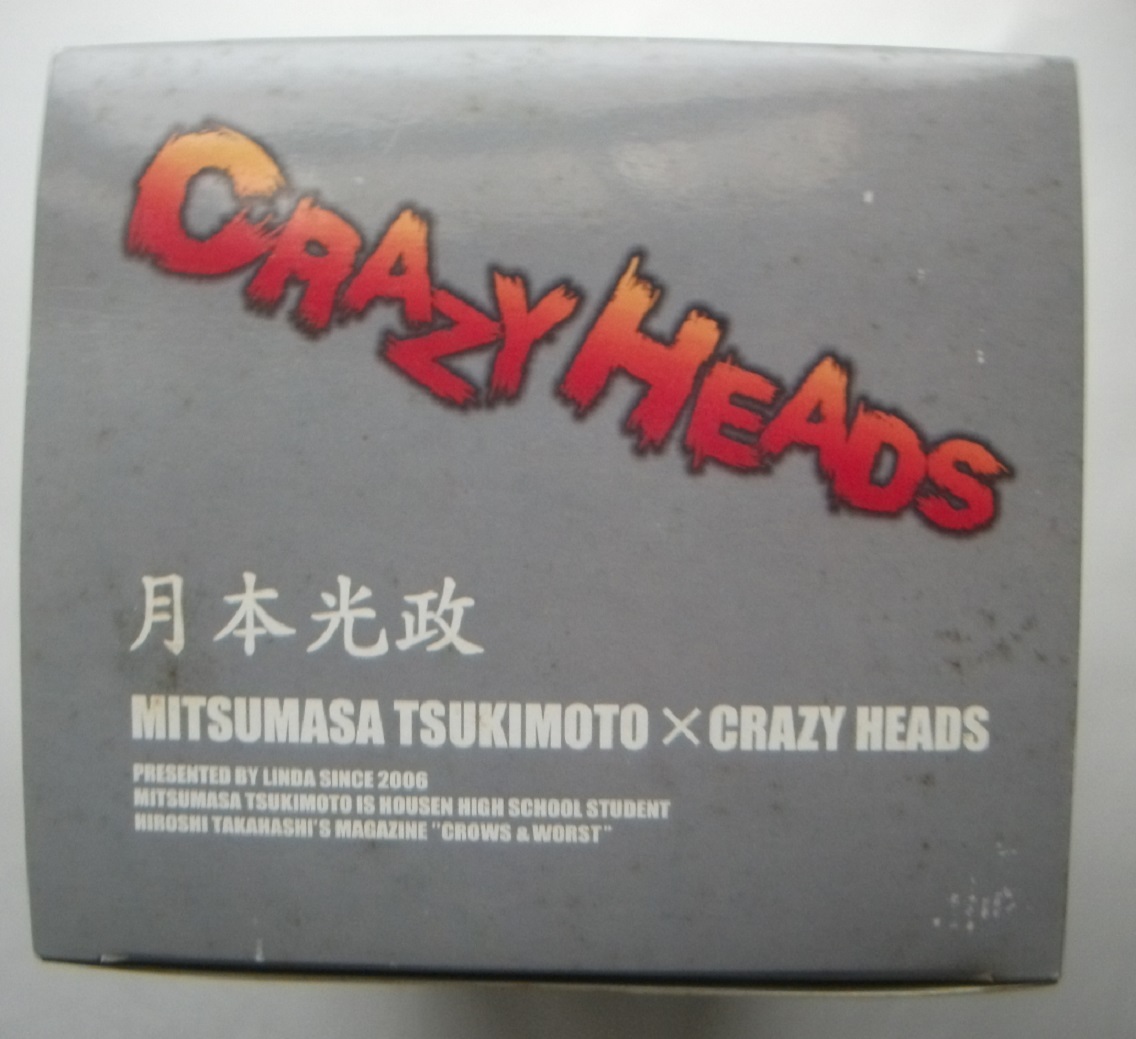 CRAZY HEADS
月本光政
MITSUMASA TSUKIMOTO × CRAZY HEADS
PRESENTED BY LINDA SINCE 2006
MITSUMASA TSUKIMOTO IS HOUSEN HIGH SCHOOL STUDENT
HIROSHI TAKAHASHI'S MAGAZINE "CROWS & WORST"